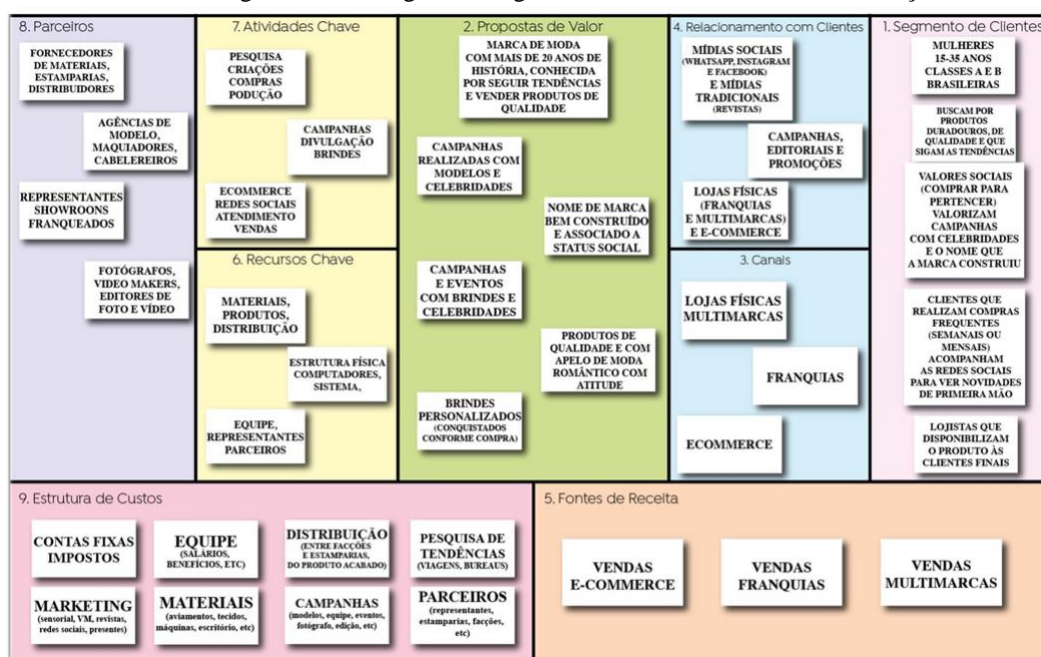 8. Parceiros
FORNECEDORES
DE MATERIAIS,
ESTAMPARIAS,
DISTRIBUIDORES
AGÊNCIAS DE
MODELO,
MAQUIADORES,
CABELEREIROS
REPRESENTANTES
SHOWROONS
FRANQUEADOS
FOTÓGRAFOS,
VIDEO MAKERS,
EDITORES DE
FOTO E VÍDEO
7. Atividades Chave
PESQUISA
CRIAÇÕES
COMPRAS
PODUÇÃO
CAMPANHAS
DIVULGAÇÃO
BRINDES
ECOMMERCE
REDES SOCIAIS
ATENDIMENTO
VENDAS
6. Recursos Chave
MATERIAIS,
PRODUTOS,
DISTRIBUIÇÃO
ESTRUTURA FÍSICA
COMPUTADORES,
SISTEMA,
EQUIPE,
REPRESENTANTES
PARCEIROS
2. Propostas de Valor
MARCA DE MODA
COM MAIS DE 20 ANOS DE
HISTÓRIA, CONHECIDA
POR SEGUIR TENDÊNCIAS
E VENDER PRODUTOS DE
QUALIDADE
CAMPANHAS
REALIZADAS COM
MODELOS E
CELEBRIDADES
NOME DE MARCA
BEM CONSTRUÍDO
E ASSOCIADO A
STATUS SOCIAL
CAMPANHAS
E EVENTOS
COM BRINDES E
CELEBRIDADES
PRODUTOS DE
QUALIDADE E COM
APELO DE MODA
ROMÂNTICO COM
ATITUDE
BRINDES
PERSONALIZADOS
(CONQUISTADOS
CONFORME COMPRA)
4. Relacionamento com Clientes
MÍDIAS SOCIAIS
(WHATSAPP, INSTAGRAM
E FACEBOOK)
E MÍDIAS
TRADICIONAIS
(REVISTAS)
CAMPANHAS,
EDITORIAIS E
PROMOÇÕES
LOJAS FÍSICAS
(FRANQUIAS
E MULTIMARCAS)
E E-COMMERCE
3. Canais
LOJAS FÍSICAS
MULTIMARCAS
FRANQUIAS
ECOMMERCE
1. Segmento de Clientes
MULHERES
15-35 ANOS
CLASSES A E B
BRASILEIRAS
BUSCAM POR
PRODUTOS
DURADOUROS, DE
QUALIDADE E QUE
SIGAM AS TENDÊNCIAS
VALORES SOCIAIS
(COMPRAR PARA
PERTENCER)
VALORIZAM
CAMPANHAS
COM CELEBRIDADES
E O NOME QUE
A MARCA CONSTRUIU
CLIENTES QUE
REALIZAM COMPRAS
FREQUENTES
(SEMANAIS OU
MENSAIS)
ACOMPANHAM
AS REDES SOCIAIS
PARA VER NOVIDADES
DE PRIMEIRA MÃO
LOJISTAS QUE
DISPONIBILIZAM
O PRODUTO ÀS
CLIENTES FINAIS
9. Estrutura de Custos
CONTAS FIXAS
IMPOSTOS
EQUIPE
(SALÁRIOS,
BENEFÍCIOS, ETC)
DISTRIBUIÇÃO
(ENTRE FACÇÕES
E ESTAMPARIAS,
DO PRODUTO ACABADO)
PESQUISA DE
TENDÊNCIAS
(VIAGENS, BUREAUS)
MARKETING
(sensorial, VM, revistas,
redes sociais, presentes)
MATERIAIS
(aviamentos, tecidos,
máquinas, escritório, etc)
CAMPANHAS
(modelos, equipe, eventos,
fotógrafo, edição, etc)
PARCEIROS
(representantes,
estamparias, facções,
etc)
5. Fontes de Receita
VENDAS
E-COMMERCE
VENDAS
FRANQUIAS
VENDAS
MULTIMARCAS